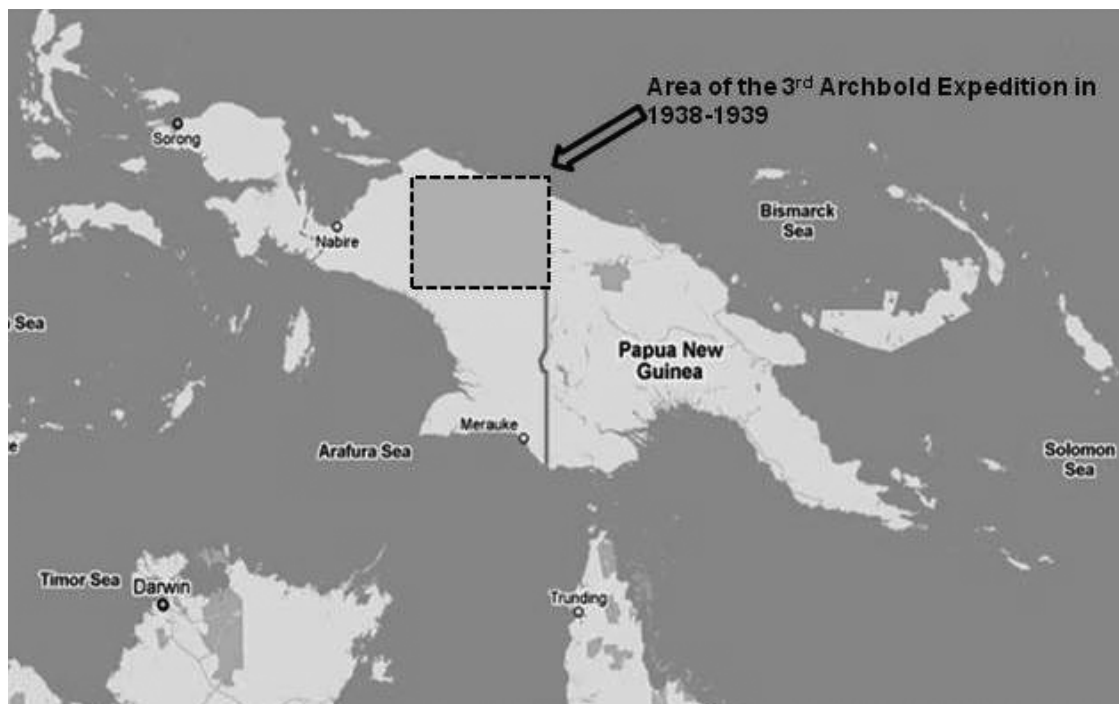 Area of the 3rd Archbold Expedition in
1938-1939
Sorong
Nabire
Bismarck
Sea
Sea
Papua New
Guinea
Merauke
Arafura Sea
Solomon
Sea
Timor Sea
Darwin
Trunding